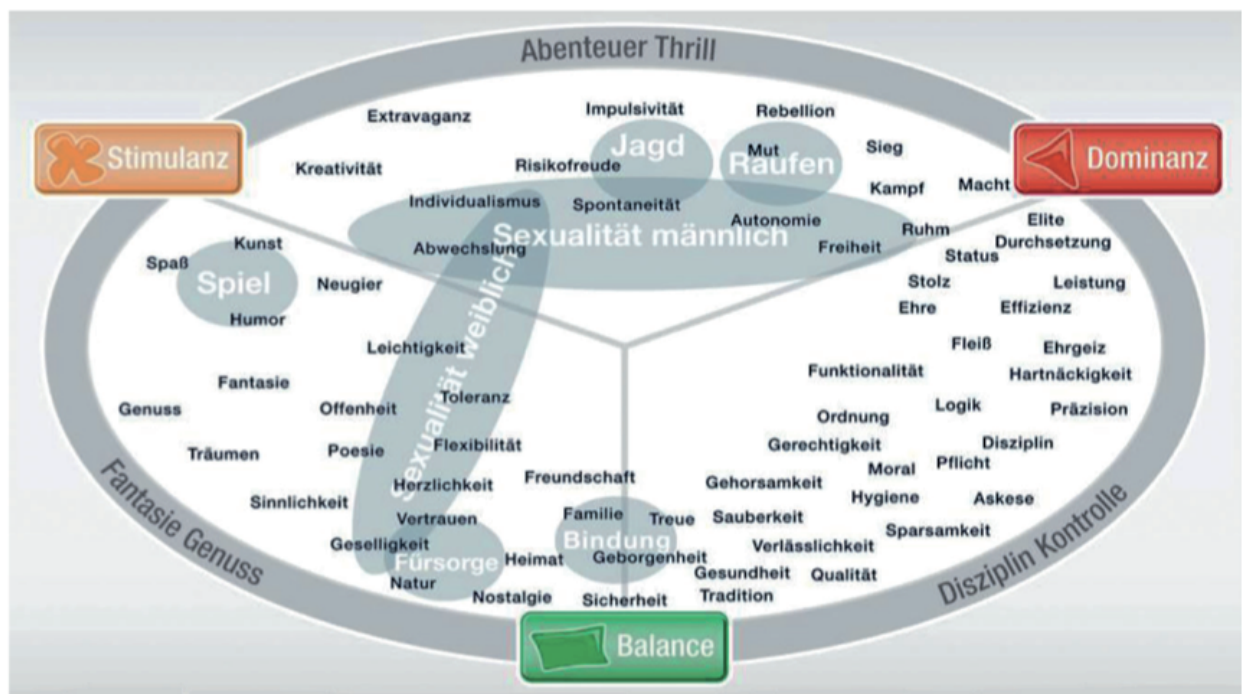 Abenteuer Thrill
Extravaganz
Impulsivität
Rebellion
Stimulanz
Kreativität
Risikofreude
Jagd
Mut
Raufen
Sieg
Dominanz
Kampf
Macht
Individualismus
Spontaneität
Autonomie
Ruhm
Elite
Sexualität männlich
Abwechslung
Freiheit
Durchsetzung
Status
Kunst
Spaß
Spiel
Neugier
Humor
Stolz
Leistung
Ehre
Effizienz
Sexualität weiblich
Leichtigkeit
Fleiß
Ehrgeiz
Funktionalität
Hartnäckigkeit
Fantasie
Genuss
Offenheit
Toleranz
Ordnung
Logik
Präzision
Träumen
Poesie
Flexibilität
Gerechtigkeit
Disziplin
Moral
Pflicht
Sinnlichkeit
Herzlichkeit
Freundschaft
Gehorsamkeit
Hygiene
Askese
Vertrauen
Familie
Treue
Sauberkeit
Sparsamkeit
Geselligkeit
Bindung
Verlässlichkeit
Fürsorge
Heimat
Geborgenheit
Gesundheit
Qualität
Natur
Nostalgie
Sicherheit
Tradition
Fantasie Genuss
Disziplin Kontrolle
Balance